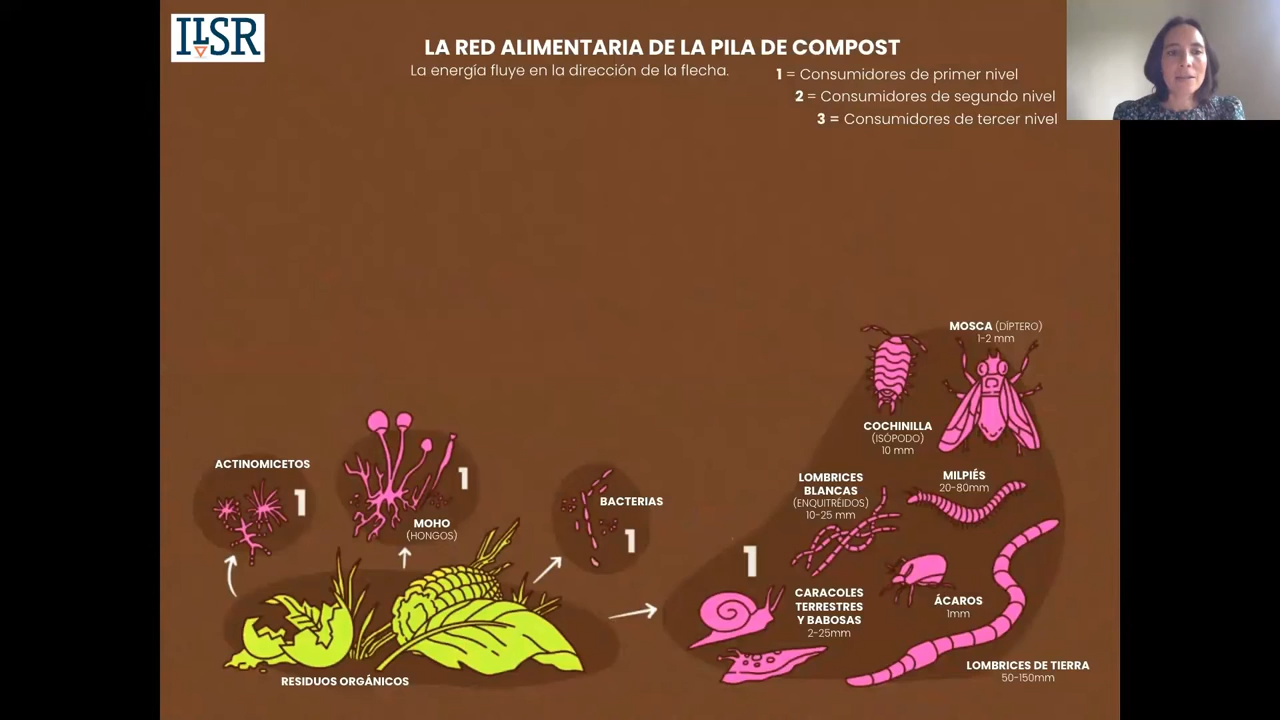 ILSR
LA RED ALIMENTARIA DE LA PILA DE COMPOST
La energía fluye en la dirección de la flecha.
1 = Consumidores de primer nivel
2 = Consumidores de segundo nivel
3 = Consumidores de tercer nivel
MOSCA (DÍPTERO)
1-2 mm
COCHINILLA
(ISÓPODO)
10 mm
ACTINOMICETOS
1
1
MOHO
(HONGOS)
BACTERIAS
1
LOMBRICES
BLANCAS
(ENQUITRÉIDOS)
10-25 mm
MILPIÉS
20-80mm
1
CARACOLES
TERRESTRES
Y BABOSAS
2-25mm
ÁCAROS
1mm
LOMBRICES DE TIERRA
50-150mm
RESIDUOS ORGÁNICOS